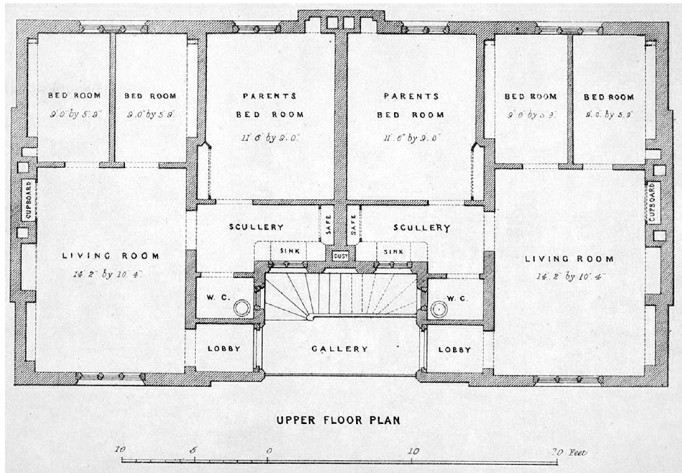 BED ROOM
9'0" by 5'9"
BED ROOM
9'0" by 5'9"
PARENTS
BED ROOM
11'6" by 9'0"
PARENTS
BED ROOM
11'6" by 9'0"
BED ROOM
9'0" by 5'9"
BED ROOM
9'0" by 5'9"
CUPBOARD
CUPBOARD
SCULLERY
SAFE
SAFE
SCULLERY
SINK
DUST
SINK
LIVING ROOM
14'2" by 10'4"
LIVING ROOM
14'2" by 10'4"
W.C.
W.C.
LOBBY
GALLERY
LOBBY
UPPER FLOOR PLAN
10 5 0 10 20 Feet